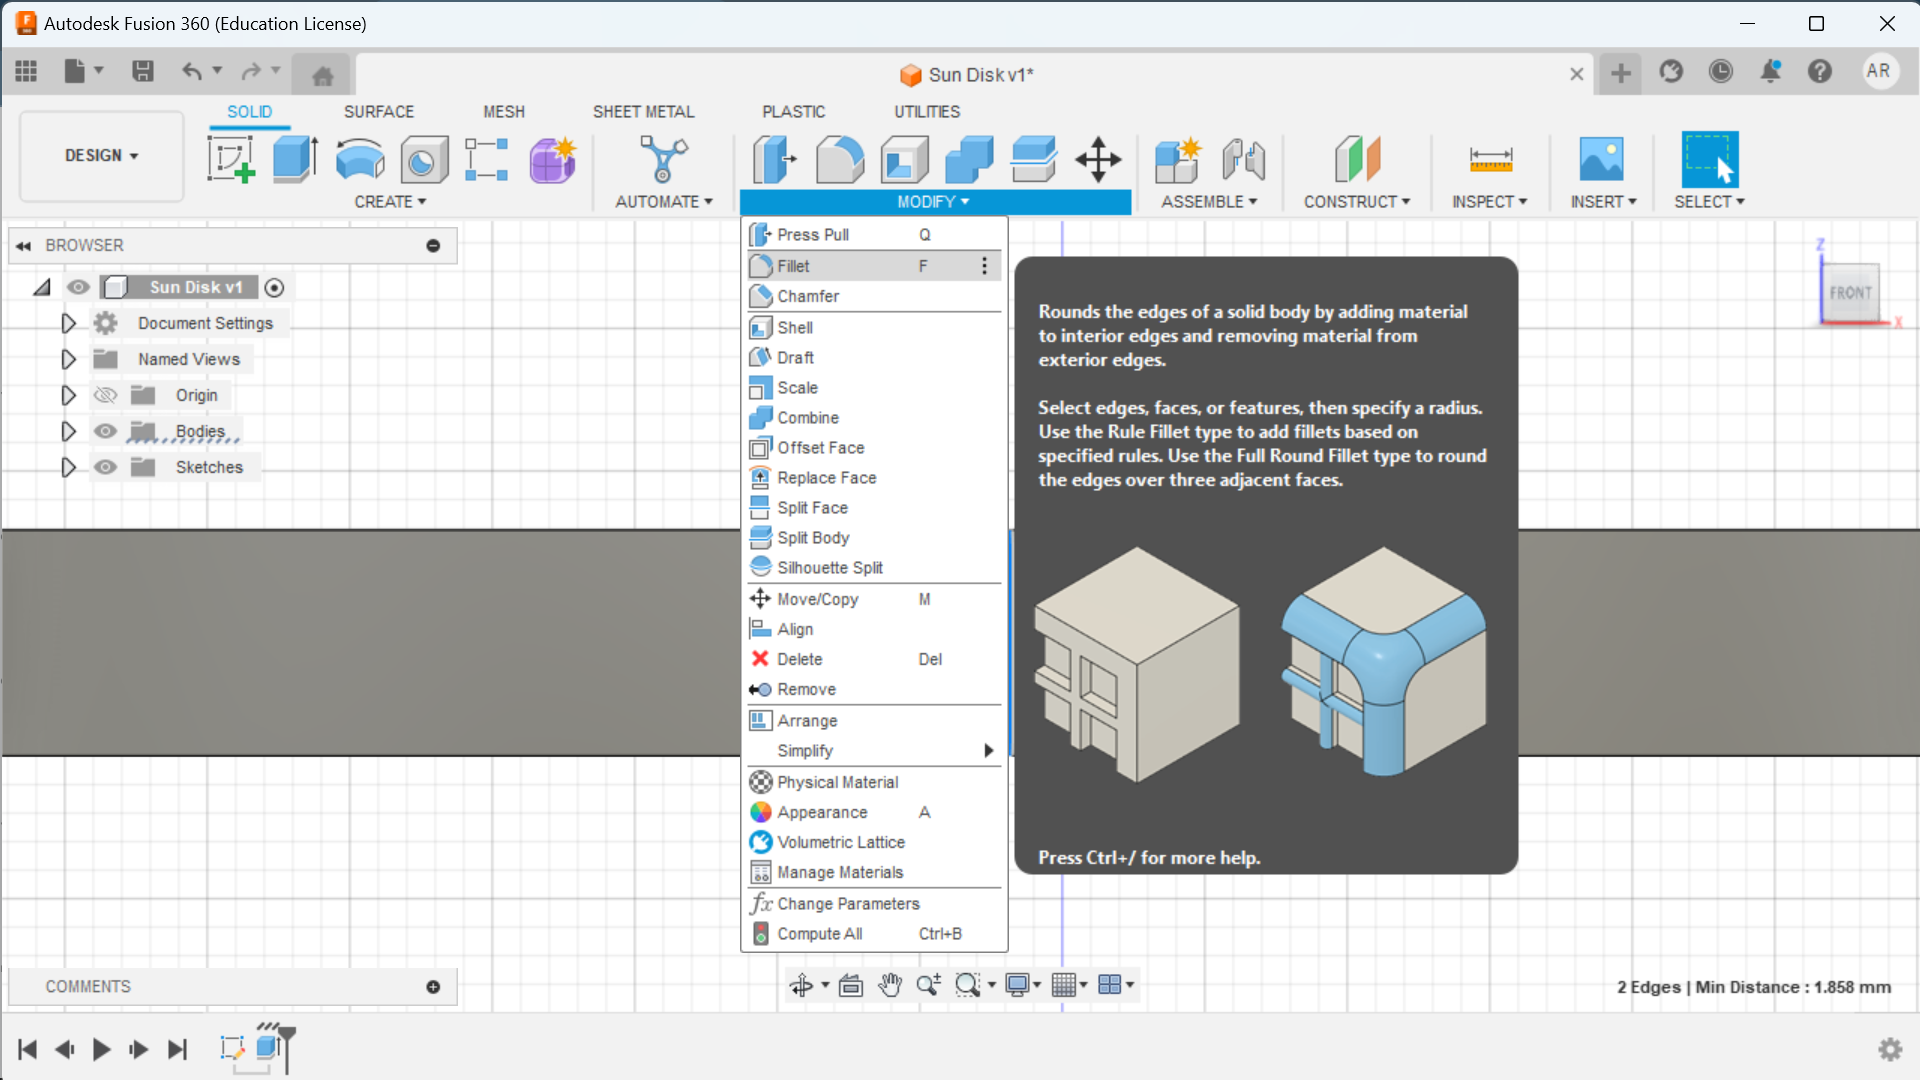 Autodesk Fusion 360 (Education License)
Sun Disk v1*
AR
DESIGN
SOLID
SURFACE
MESH
SHEET METAL
PLASTIC
UTILITIES
CREATE
AUTOMATE
MODIFY
ASSEMBLE
CONSTRUCT
INSPECT
INSERT
SELECT
BROWSER
Sun Disk v1
Document Settings
Named Views
Origin
Bodies
Sketches
Press Pull Q
Fillet F
Chamfer
Shell
Draft
Scale
Combine
Offset Face
Replace Face
Split Face
Split Body
Silhouette Split
Move/Copy M
Align
Delete Del
Remove
Arrange
Simplify
Physical Material
Appearance A
Volumetric Lattice
Manage Materials
fx Change Parameters
Compute All Ctrl+B
Rounds the edges of a solid body by adding material
to interior edges and removing material from
exterior edges.
Select edges, faces, or features, then specify a radius.
Use the Rule Fillet type to add fillets based on
specified rules. Use the Full Round Fillet type to round
the edges over three adjacent faces.
Press Ctrl+/ for more help.
Z
FRONT
X
COMMENTS
2 Edges | Min Distance : 1.858 mm